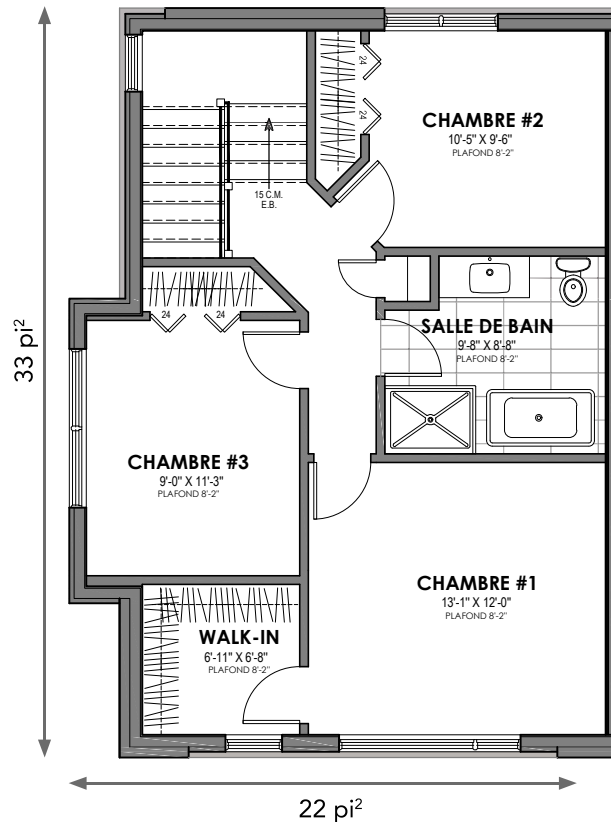 24
24
CHAMBRE #2
10'-5" X 9'-6"
PLAFOND 8'-2"
15 C.M.
E.B.
24
24
SALLE DE BAIN
9'-8" X 8'-8"
PLAFOND 8'-2"
33 pi²
CHAMBRE #3
9'-0" X 11'-3"
PLAFOND 8'-2"
CHAMBRE #1
13'-1" X 12'-0"
PLAFOND 8'-2"
WALK-IN
6'-11" X 6'-8"
PLAFOND 8'-2"
22 pi²